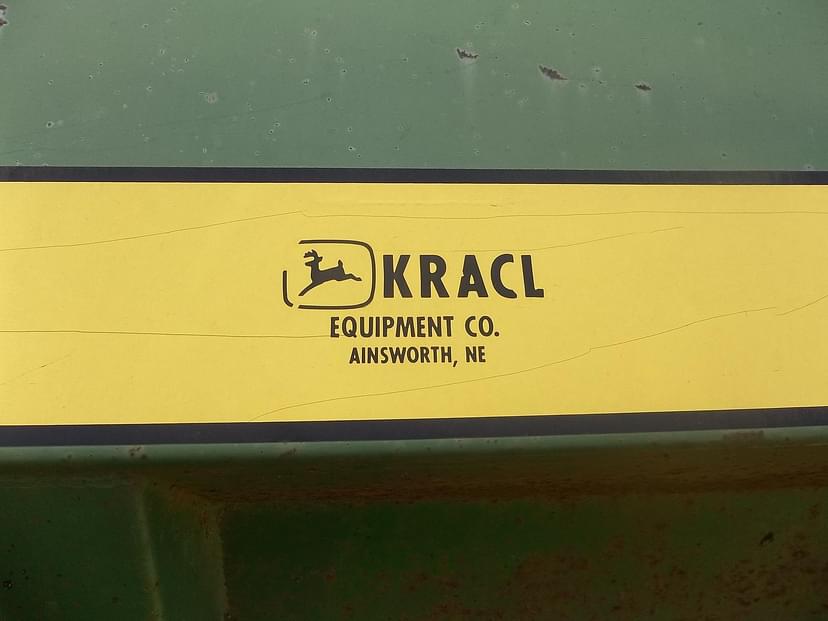 KRACL
EQUIPMENT CO.
AINSWORTH, NE